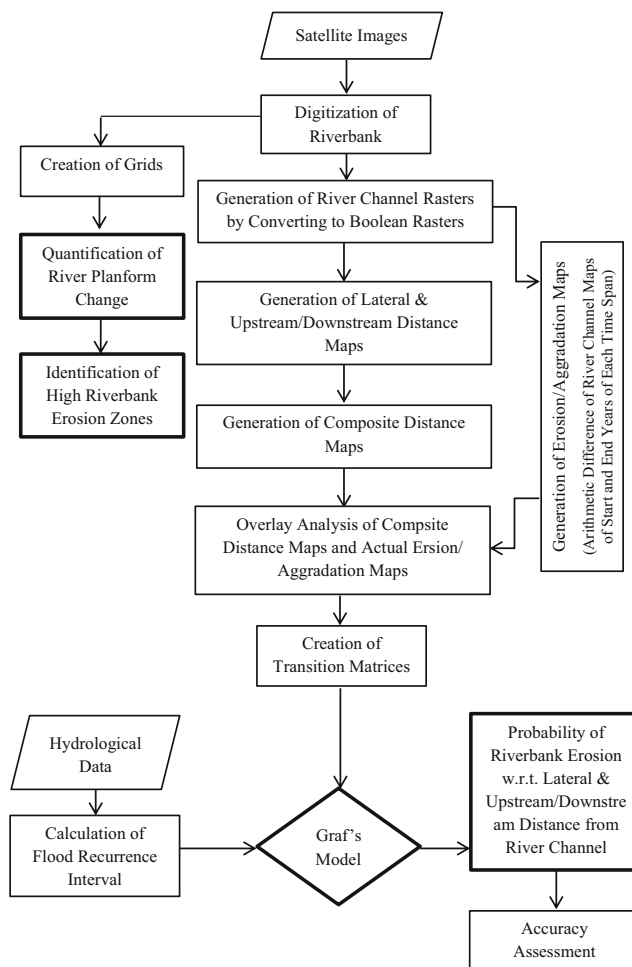 Satellite Images
Digitization of
Riverbank
Creation of Grids
Generation of River Channel Rasters
by Converting to Boolean Rasters
Quantification of
River Planform
Change
Generation of Lateral &
Upstream/Downstream Distance
Maps
Generation of Erosion/Aggradation Maps
(Arithmetic Difference of River Channel Maps
of Start and End Years of Each Time Span)
Identification of
High Riverbank
Erosion Zones
Generation of Composite Distance
Maps
Overlay Analysis of Compsite
Distance Maps and Actual Ersion/
Aggradation Maps
Creation of
Transition Matrices
Hydrological
Data
Calculation of
Flood Recurrence
Interval
Graf's
Model
Probability of
Riverbank Erosion
w.r.t. Lateral &
Upstream/Downstre
am Distance from
River Channel
Accuracy
Assessment